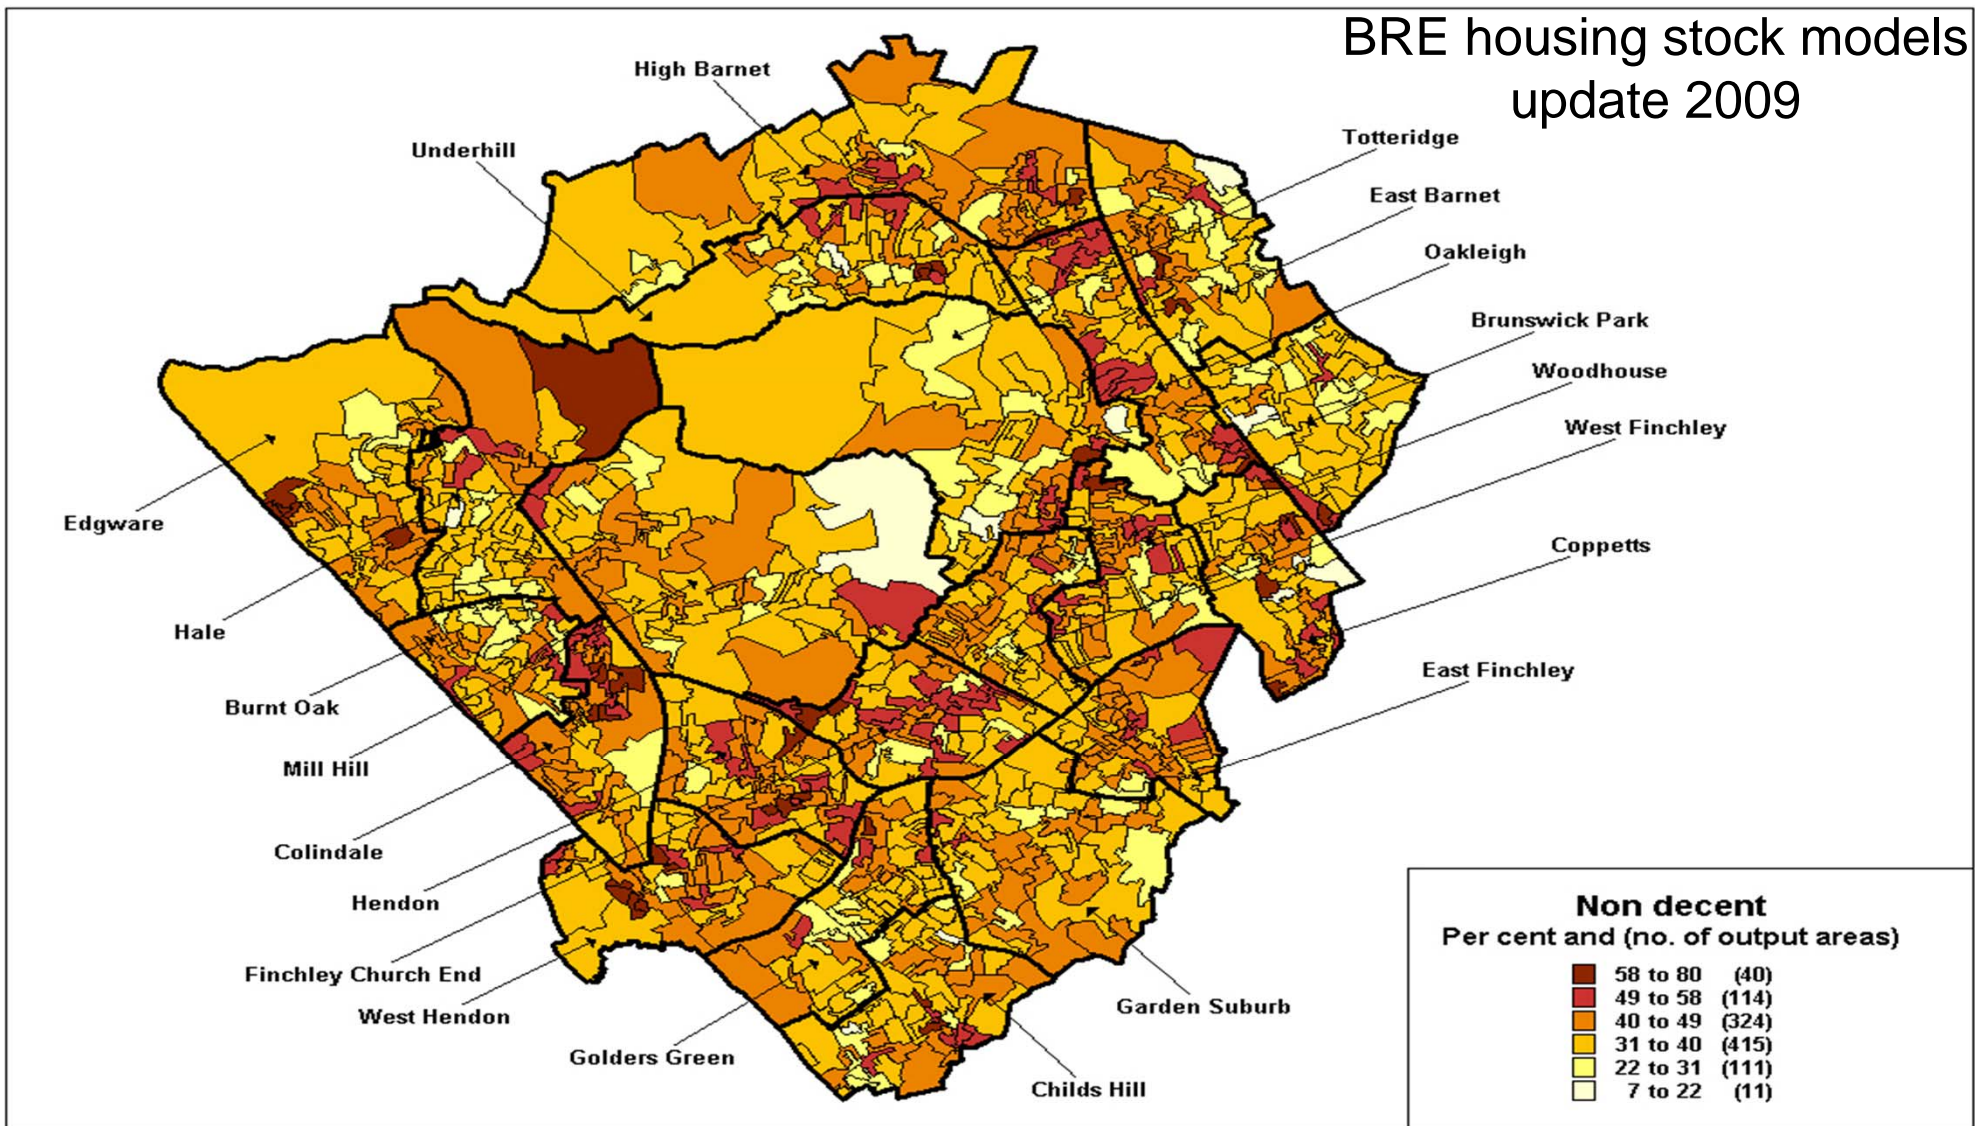 BRE housing stock models
update 2009
High Barnet
Underhill
Totteridge
East Barnet
Oakleigh
Brunswick Park
Woodhouse
West Finchley
Coppetts
East Finchley
Edgware
Hale
Burnt Oak
Mill Hill
Colindale
Hendon
Finchley Church End
West Hendon
Golders Green
Childs Hill
Garden Suburb
Non decent
Per cent and (no. of output areas)
58 to 80 (40)
49 to 58 (114)
40 to 49 (324)
31 to 40 (415)
22 to 31 (111)
7 to 22 (11)